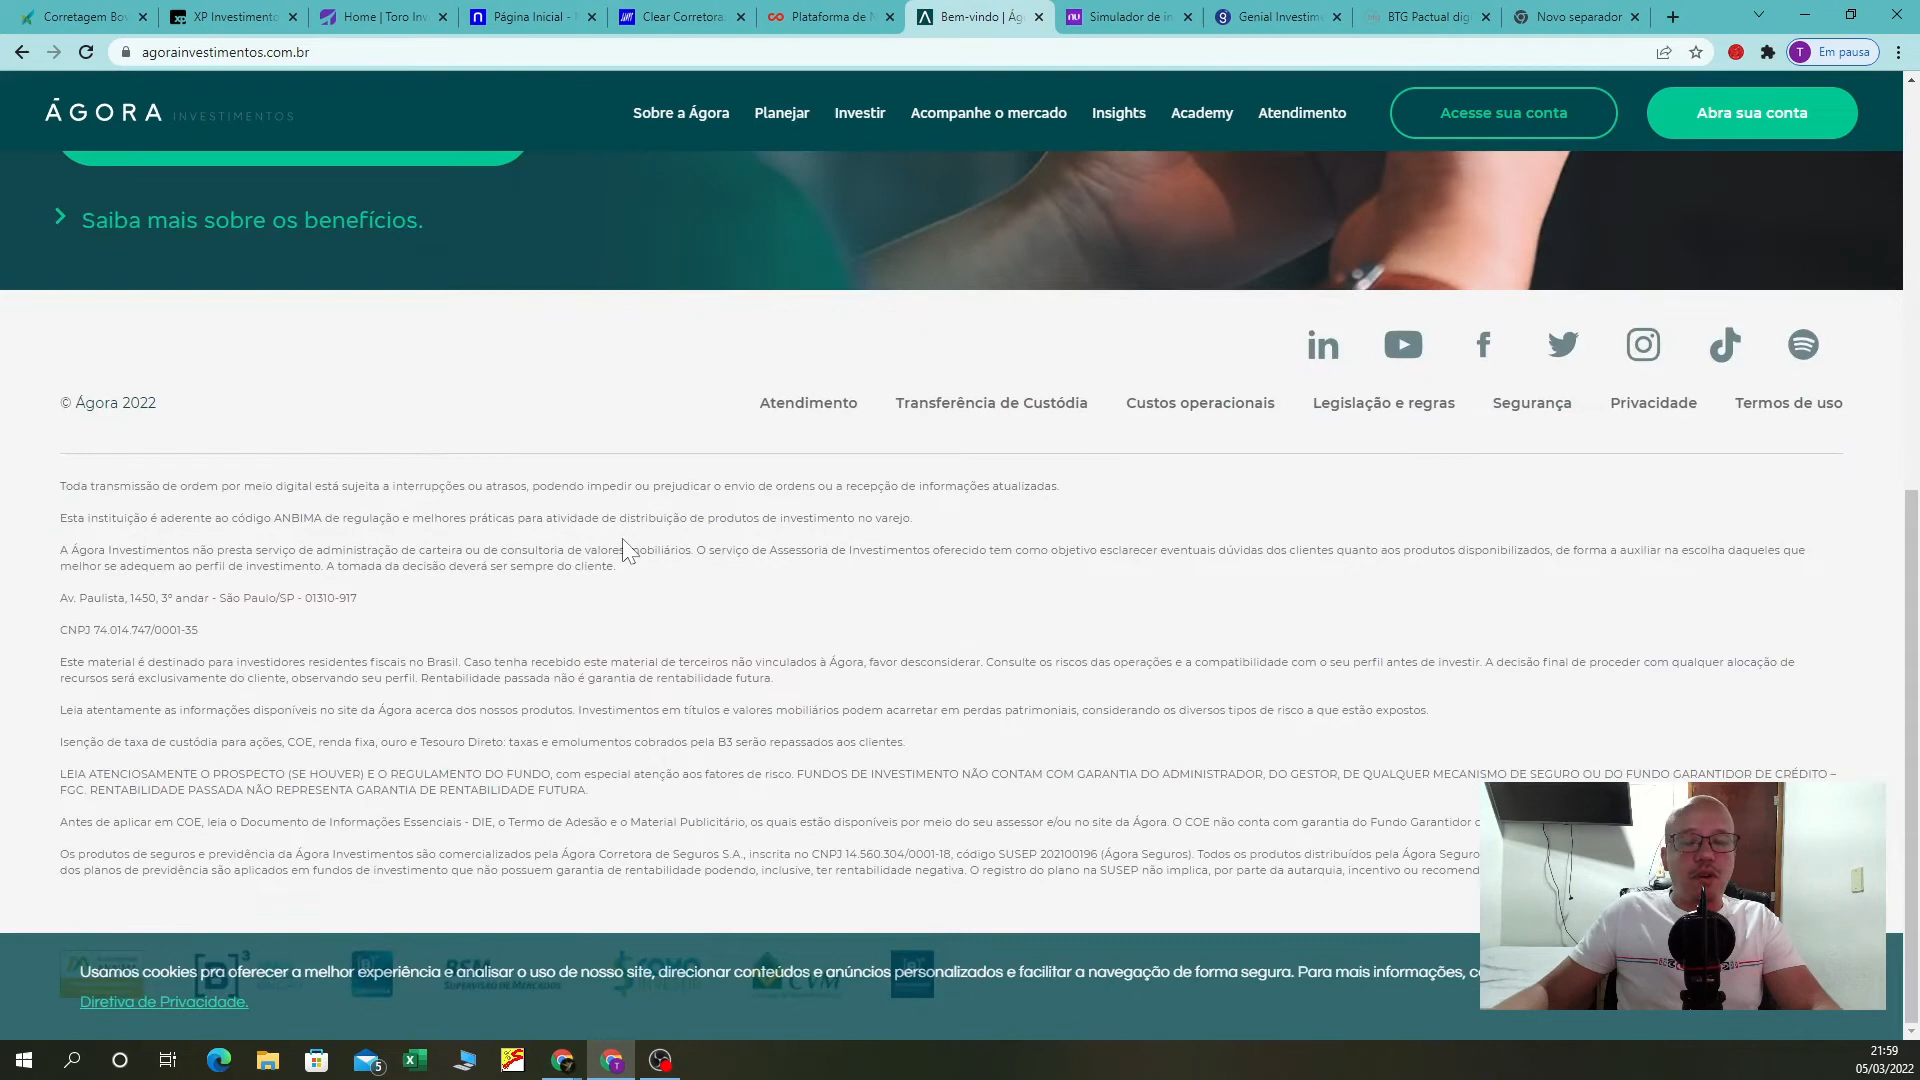 Corretagem Bo
XP Investimento
Home | Toro Inv
Página Inicial -
Clear Corretora
Plataforma de N
Bem-vindo | Ág
Simulador de in
Genial Investim
BTG Pactual dig
Novo separador
agorainvestimentos.com.br
T Em pausa
ÁGORA INVESTIMENTOS
Sobre a Ágora Planejar Investir Acompanhe o mercado Insights Academy Atendimento Acesse sua conta Abra sua conta
Saiba mais sobre os benefícios.
© Ágora 2022
Atendimento Transferência de Custódia Custos operacionais Legislação e regras Segurança Privacidade Termos de uso
Toda transmissão de ordem por meio digital está sujeita a interrupções ou atrasos, podendo impedir ou prejudicar o envio de ordens ou a recepção de informações atualizadas.
Esta instituição é aderente ao código ANBIMA de regulação e melhores práticas para atividade de distribuição de produtos de investimento no varejo.
A Ágora Investimentos não presta serviço de administração de carteira ou de consultoria de valores mobiliários. O serviço de Assessoria de Investimentos oferecido tem como objetivo esclarecer eventuais dúvidas dos clientes quanto aos produtos disponibilizados, de forma a auxiliar na escolha daqueles que
melhor se adequem ao perfil de investimento. A tomada da decisão deverá ser sempre do cliente.
Av. Paulista, 1450, 3º andar - São Paulo/SP - 01310-917
CNPJ 74.014.747/0001-35
Este material é destinado para investidores residentes fiscais no Brasil. Caso tenha recebido este material de terceiros não vinculados à Ágora, favor desconsiderar. Consulte os riscos das operações e a compatibilidade com o seu perfil antes de investir. A decisão final de proceder com qualquer alocação de
recursos será exclusivamente do cliente, observando seu perfil. Rentabilidade passada não é garantia de rentabilidade futura.
Leia atentamente as informações disponíveis no site da Ágora acerca dos nossos produtos. Investimentos em títulos e valores mobiliários podem acarretar em perdas patrimoniais, considerando os diversos tipos de risco a que estão expostos.
Isenção de taxa de custódia para ações, COE, renda fixa, ouro e Tesouro Direto: taxas e emolumentos cobrados pela B3 serão repassados aos clientes.
LEIA ATENCIOSAMENTE O PROSPECTO (SE HOUVER) E O REGULAMENTO DO FUNDO, com especial atenção aos fatores de risco. FUNDOS DE INVESTIMENTO NÃO CONTAM COM GARANTIA DO ADMINISTRADOR, DO GESTOR, DE QUALQUER MECANISMO DE SEGURO OU DO FUNDO GARANTIDOR DE CRÉDITO –
FGC. RENTABILIDADE PASSADA NÃO REPRESENTA GARANTIA DE RENTABILIDADE FUTURA.
Antes de aplicar em COE, leia o Documento de Informações Essenciais - DIE, o Termo de Adesão e o Material Publicitário, os quais estão disponíveis por meio do seu assessor e/ou no site da Ágora. O COE não conta com garantia do Fundo Garantidor
Os produtos de seguros e previdência da Ágora Investimentos são comercializados pela Ágora Corretora de Seguros S.A., inscrita no CNPJ 14.560.304/0001-18, código SUSEP 202100196 (Ágora Seguros). Todos os produtos distribuídos pela Ágora Seguro
dos planos de previdência são aplicados em fundos de investimento que não possuem garantia de rentabilidade podendo, inclusive, ter rentabilidade negativa. O registro do plano na SUSEP não implica, por parte da autarquia, incentivo ou recomend
Usamos cookies pra oferecer a melhor experiência e analisar o uso de nosso site, direcionar conteúdos e anúncios personalizados e facilitar a navegação de forma segura. Para mais informações,
Diretiva de Privacidade.
[B]³
BSM
SUPERVISÃO DE MERCADOS
COMO
CVM
5
21:59
05/03/2022